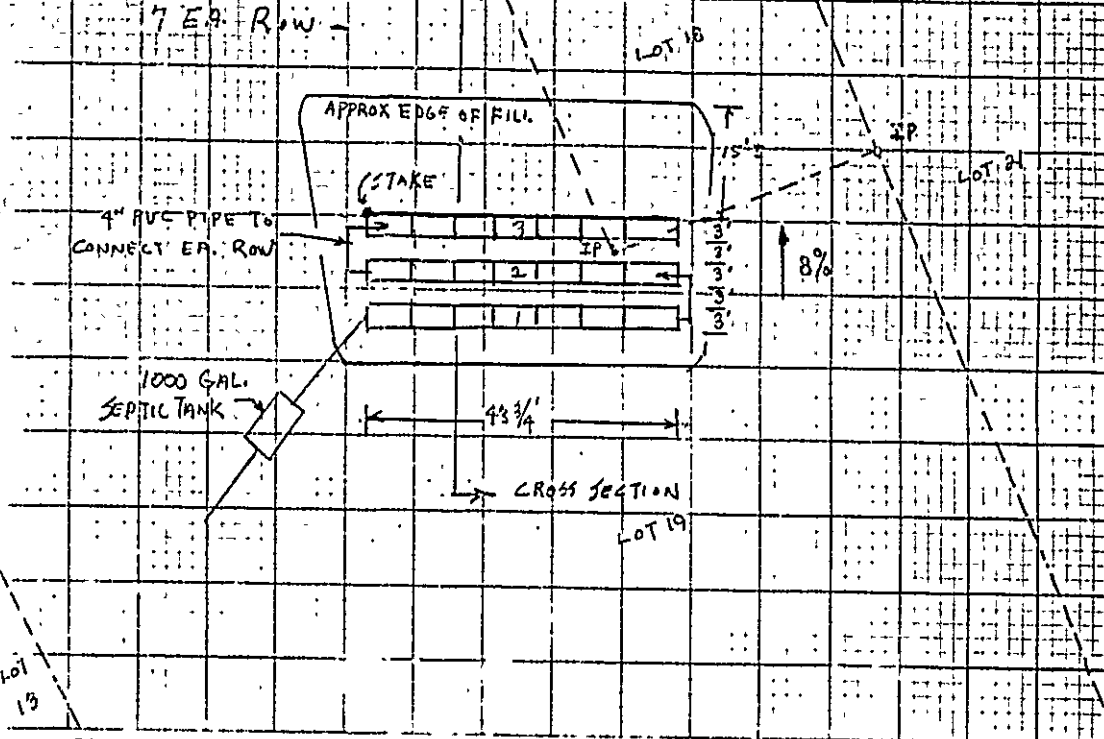 7 EA. ROW
LOT 18
APPROX EDGE OF FILL
15'±
IP.
LOT 21
STAKE
4" PVC PIPE TO
CONNECT EA. ROW
3
3'
IP
3'
2
3'
8%
3'
1
3'
1000 GAL.
SEPTIC TANK
43 3/4'
CROSS SECTION
LOT 19
LOT
13